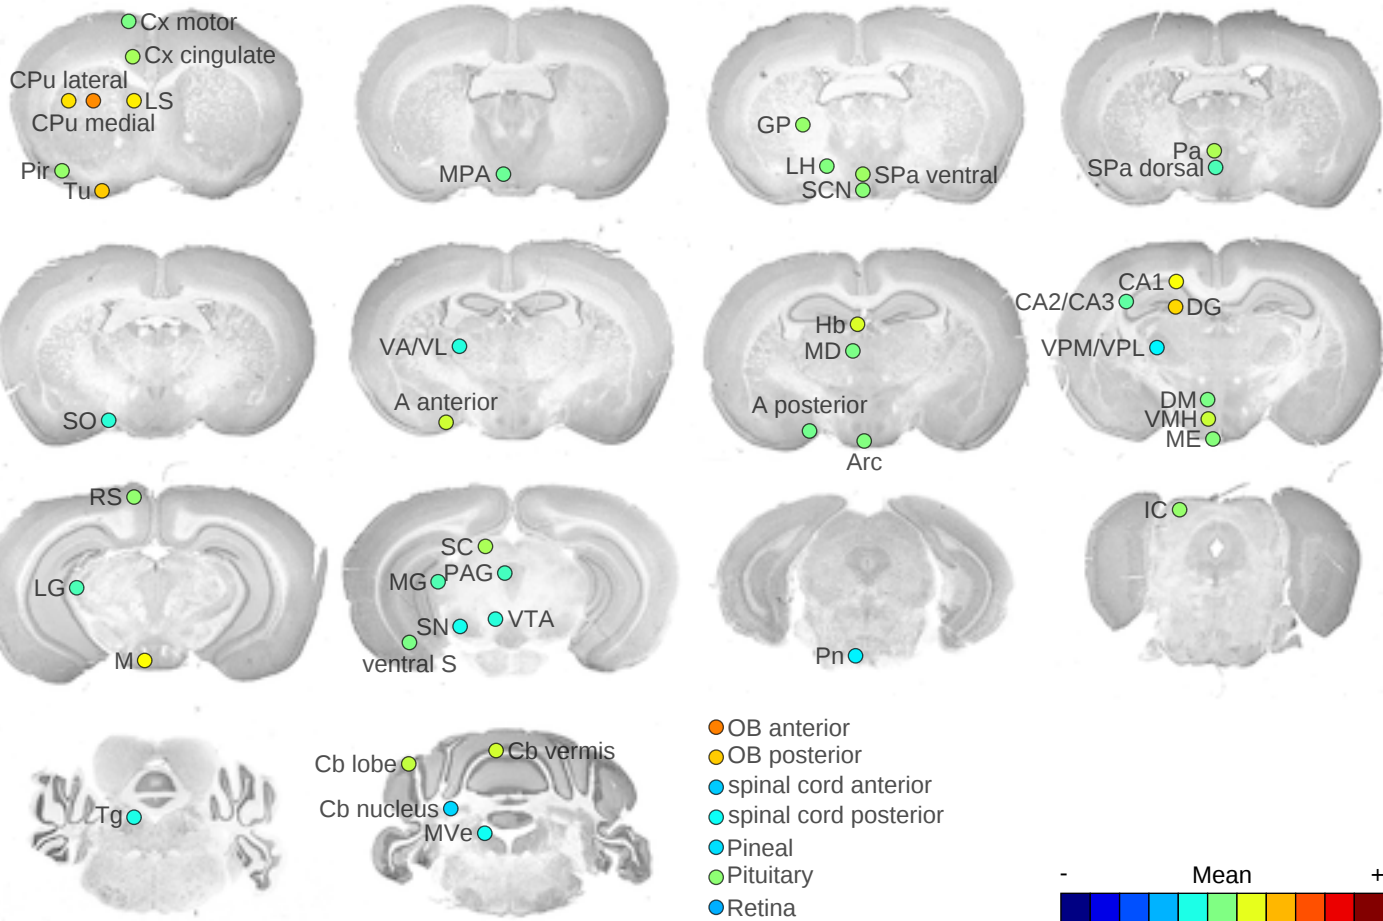 Cx motor
Cx cingulate
CPu lateral
LS
CPu medial
Pir
Tu
MPA
GP
LH
SPa ventral
SCN
Pa
SPa dorsal
SO
VA/VL
A anterior
Hb
MD
A posterior
Arc
CA1
CA2/CA3
DG
VPM/VPL
DM
VMH
ME
RS
LG
M
SC
MG
PAG
SN
VTA
ventral S
Pn
IC
Tg
Cb lobe
Cb vermis
Cb nucleus
MVe
OB anterior
OB posterior
spinal cord anterior
spinal cord posterior
Pineal
Pituitary
Retina
- Mean +